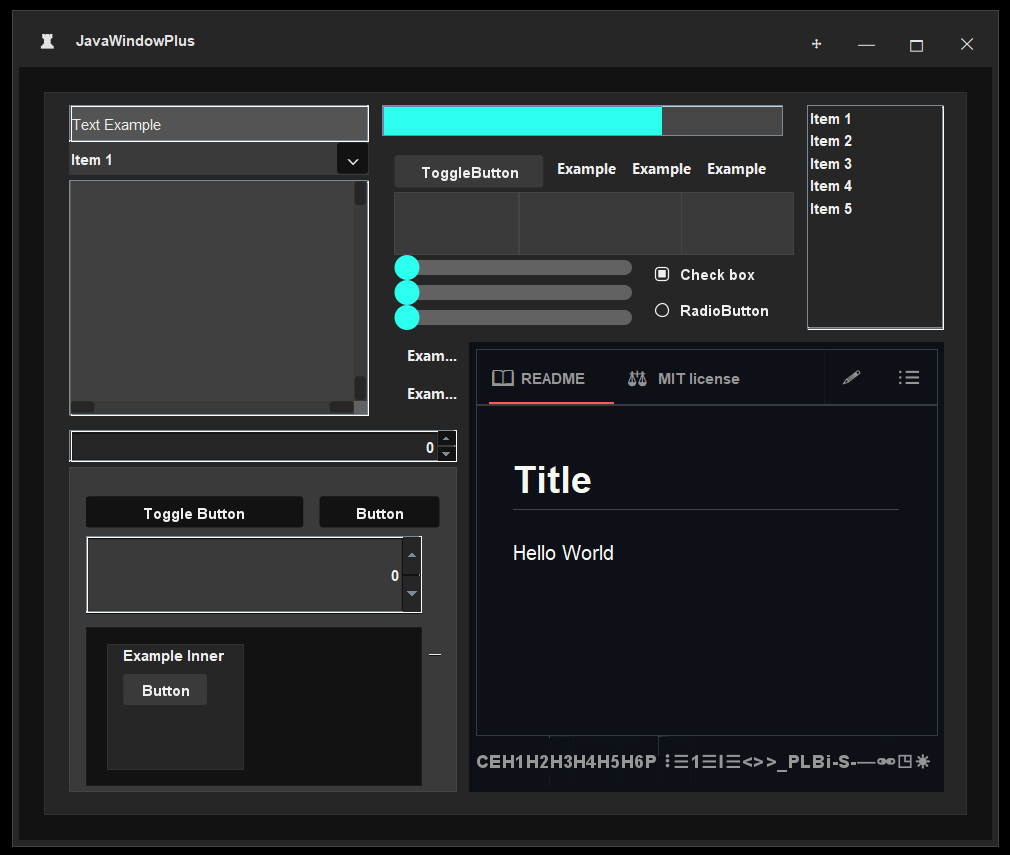 JavaWindowPlus
Text Example
Item 1
ToggleButton
Example Example Example
Item 1
Item 2
Item 3
Item 4
Item 5
Check box
RadioButton
Exam...
Exam...
0
Toggle Button
Button
0
Example Inner
Button
README
MIT license
Title
Hello World
CEH1H2H3H4H5H6P ⁝☰1☰I☰<>>_PLBi-S-—